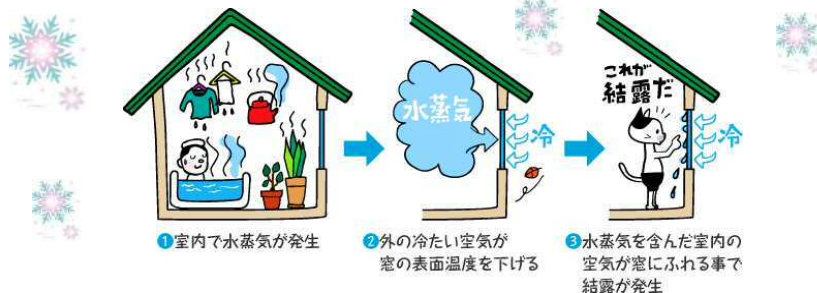 水蒸気
冷
これが
結露だ
冷
❶室内で水蒸気が発生
❷外の冷たい空気が
窓の表面温度を下げる
❸水蒸気を含んだ室内の
空気が窓にふれる事で
結露が発生